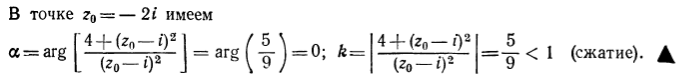 В точке z₀ = − 2i имеем
α = arg [ (4 + (z₀ − i)²) / (z₀ − i)² ] = arg ( 5/9 ) = 0; k = | (4 + (z₀ − i)²) / (z₀ − i)² | = 5/9 < 1 (сжатие). ▲